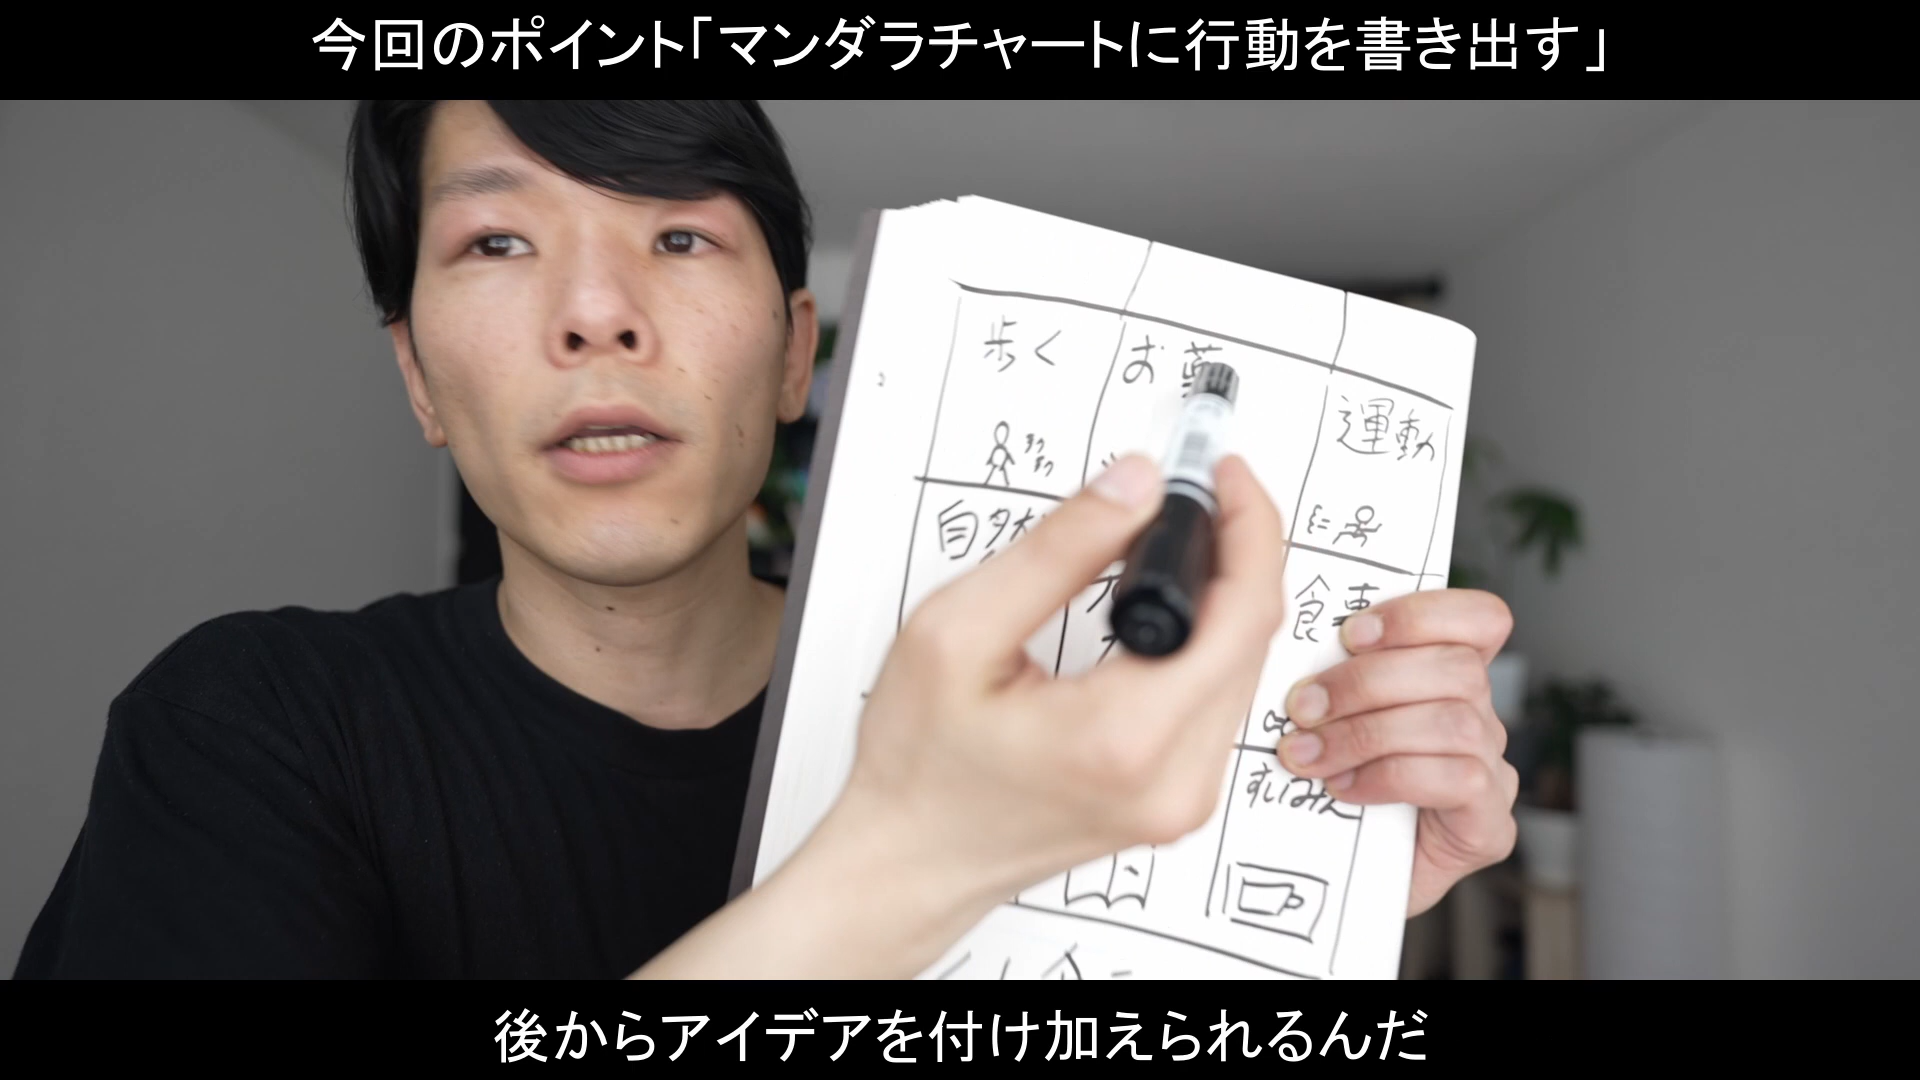 今回のポイント「マンダラチャートに行動を書き出す」
歩く
お薬
運動
自然
食事
すいみん
後からアイデアを付け加えられるんだ